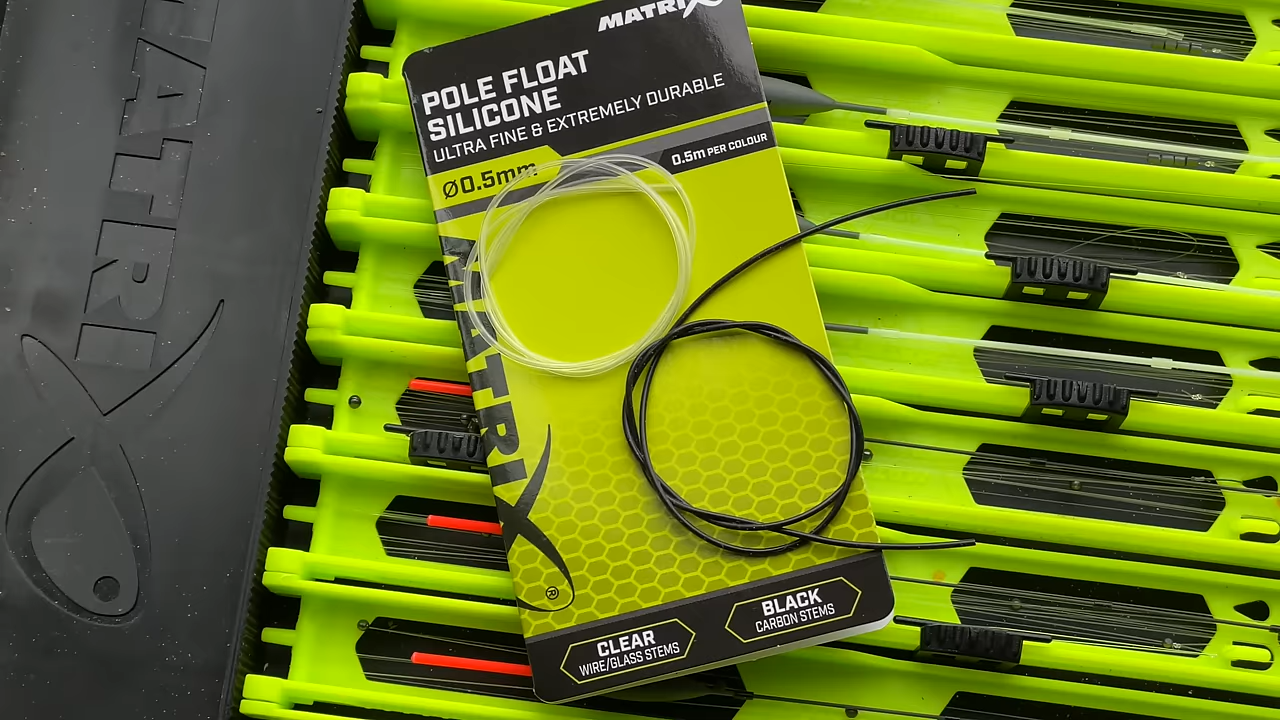 MATRIX
POLE FLOAT
SILICONE
ULTRA FINE & EXTREMELY DURABLE
Ø0.5mm
0.5m PER COLOUR
MATRIX
®
CLEAR
WIRE/GLASS STEMS
BLACK
CARBON STEMS
MATRIX